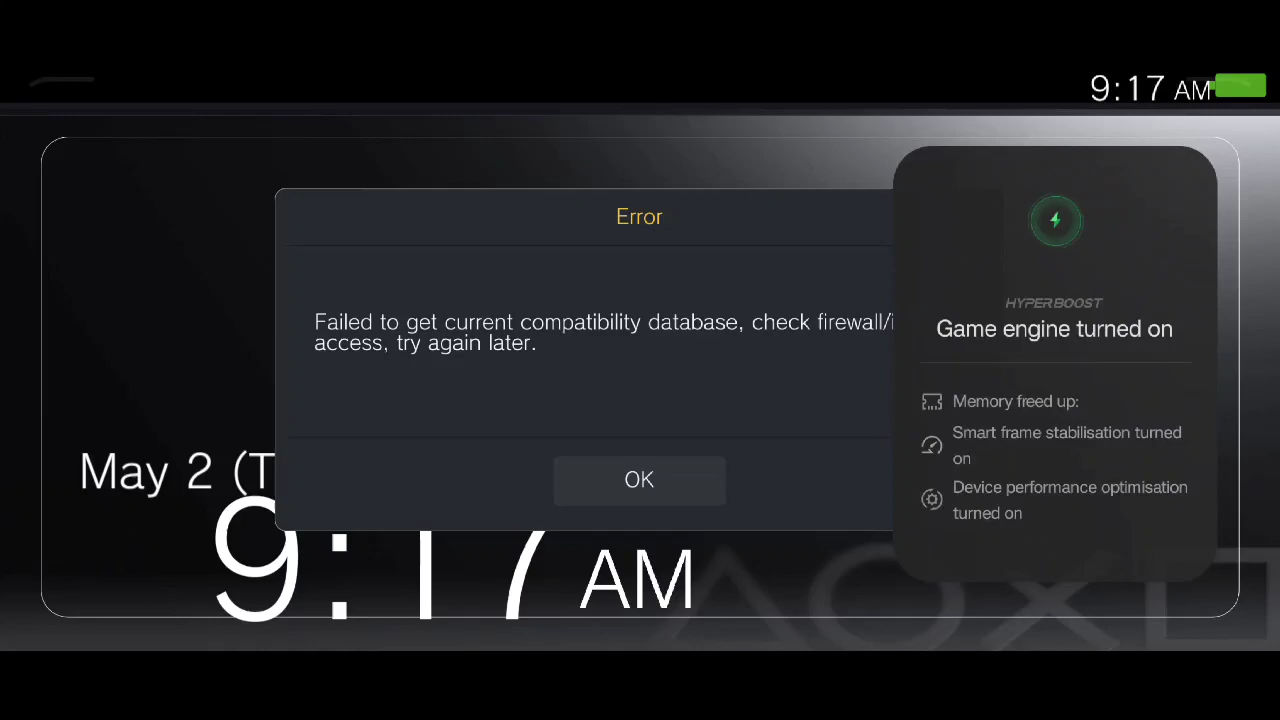 9:17 AM
Error
Failed to get current compatibility database, check firewall/i
access, try again later.
OK
May 2 (T
9:17 AM
HYPERBOOST
Game engine turned on
Memory freed up:
Smart frame stabilisation turned
on
Device performance optimisation
turned on